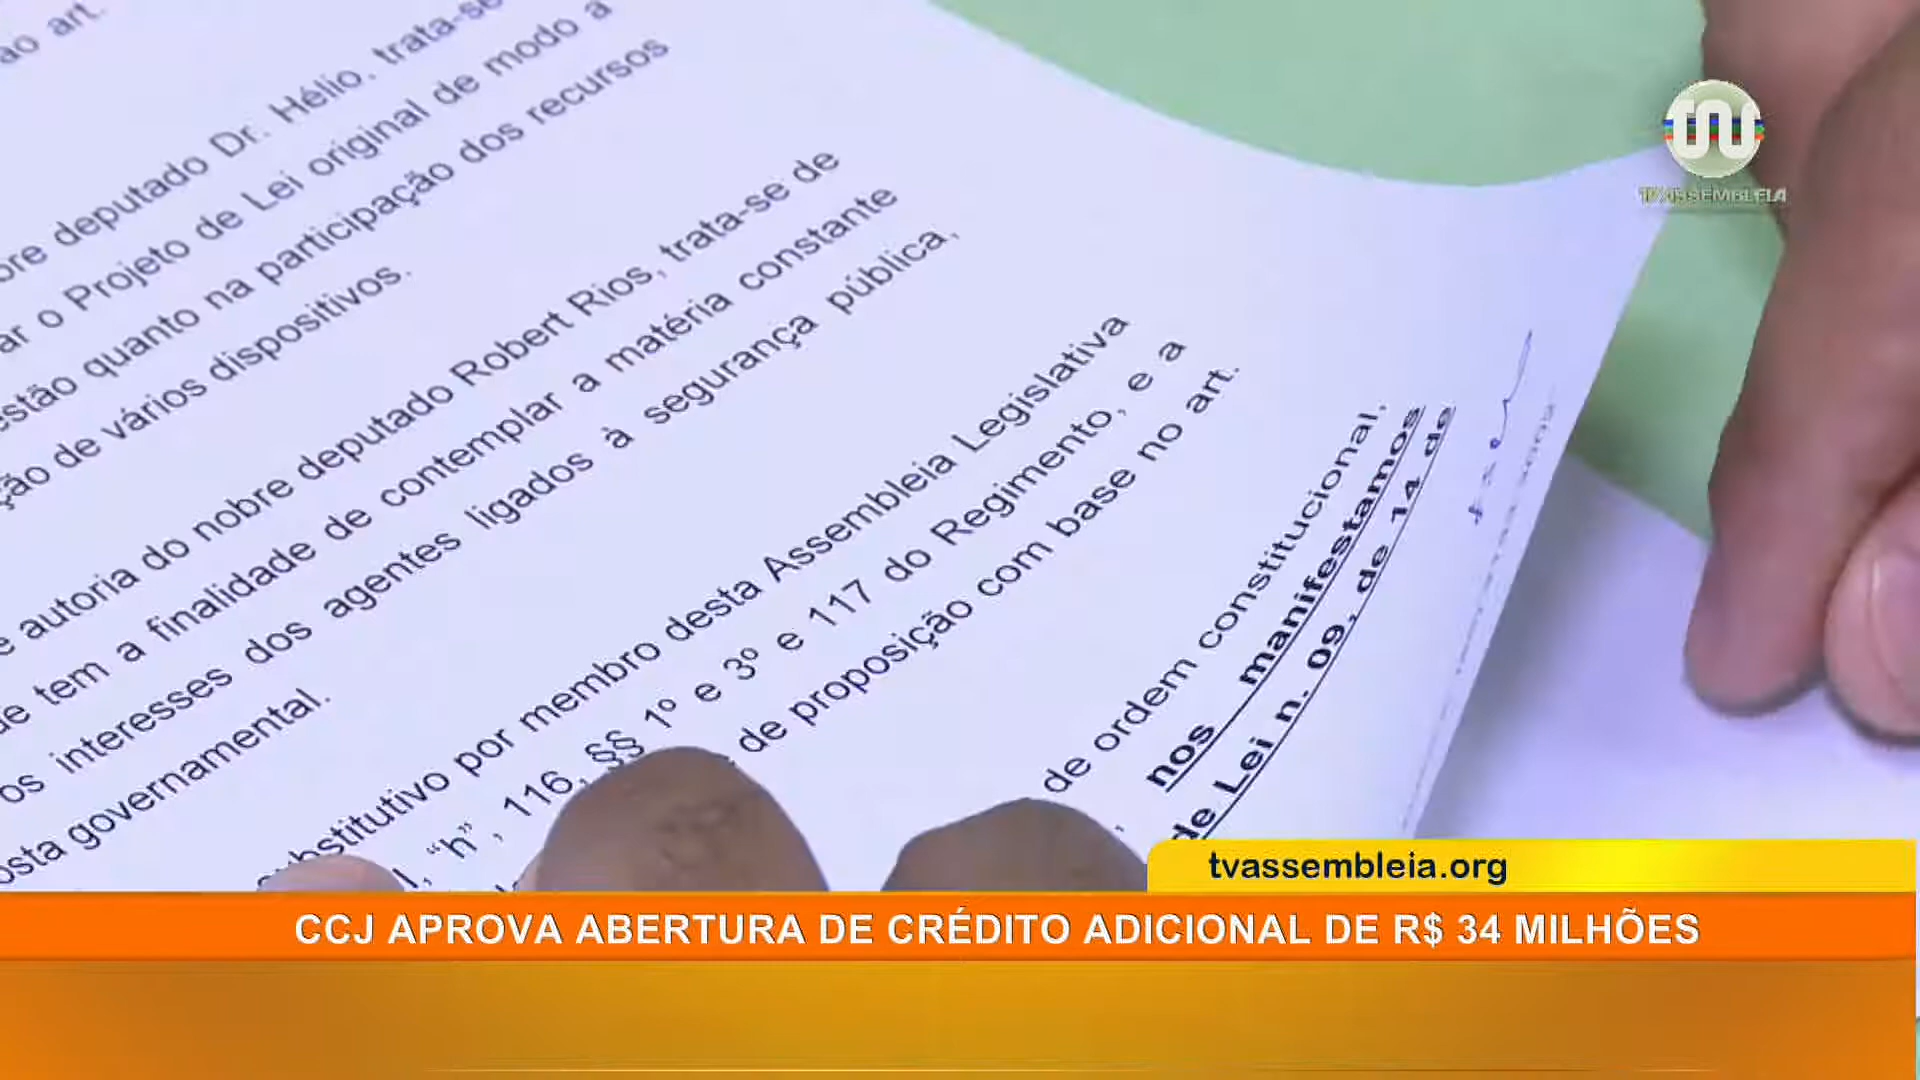 ao art.
bre deputado Dr. Hélio, trata-se
ar o Projeto de Lei original de modo a
estão quanto na participação dos recursos
ção de vários dispositivos.
e autoria do nobre deputado Robert Rios, trata-se de
ue tem a finalidade de contemplar a matéria constante
os interesses dos agentes ligados à segurança pública,
osta governamental.
substitutivo por membro desta Assembleia Legislativa
I, “h”, 116, §§ 1º e 3º e 117 do Regimento, e a
de proposição com base no art.
de ordem constitucional,
nos manifestamos
de Lei n. 09, de 14 de
TVASSEMBLEIA
tvassembleia.org
CCJ APROVA ABERTURA DE CRÉDITO ADICIONAL DE R$ 34 MILHÕES